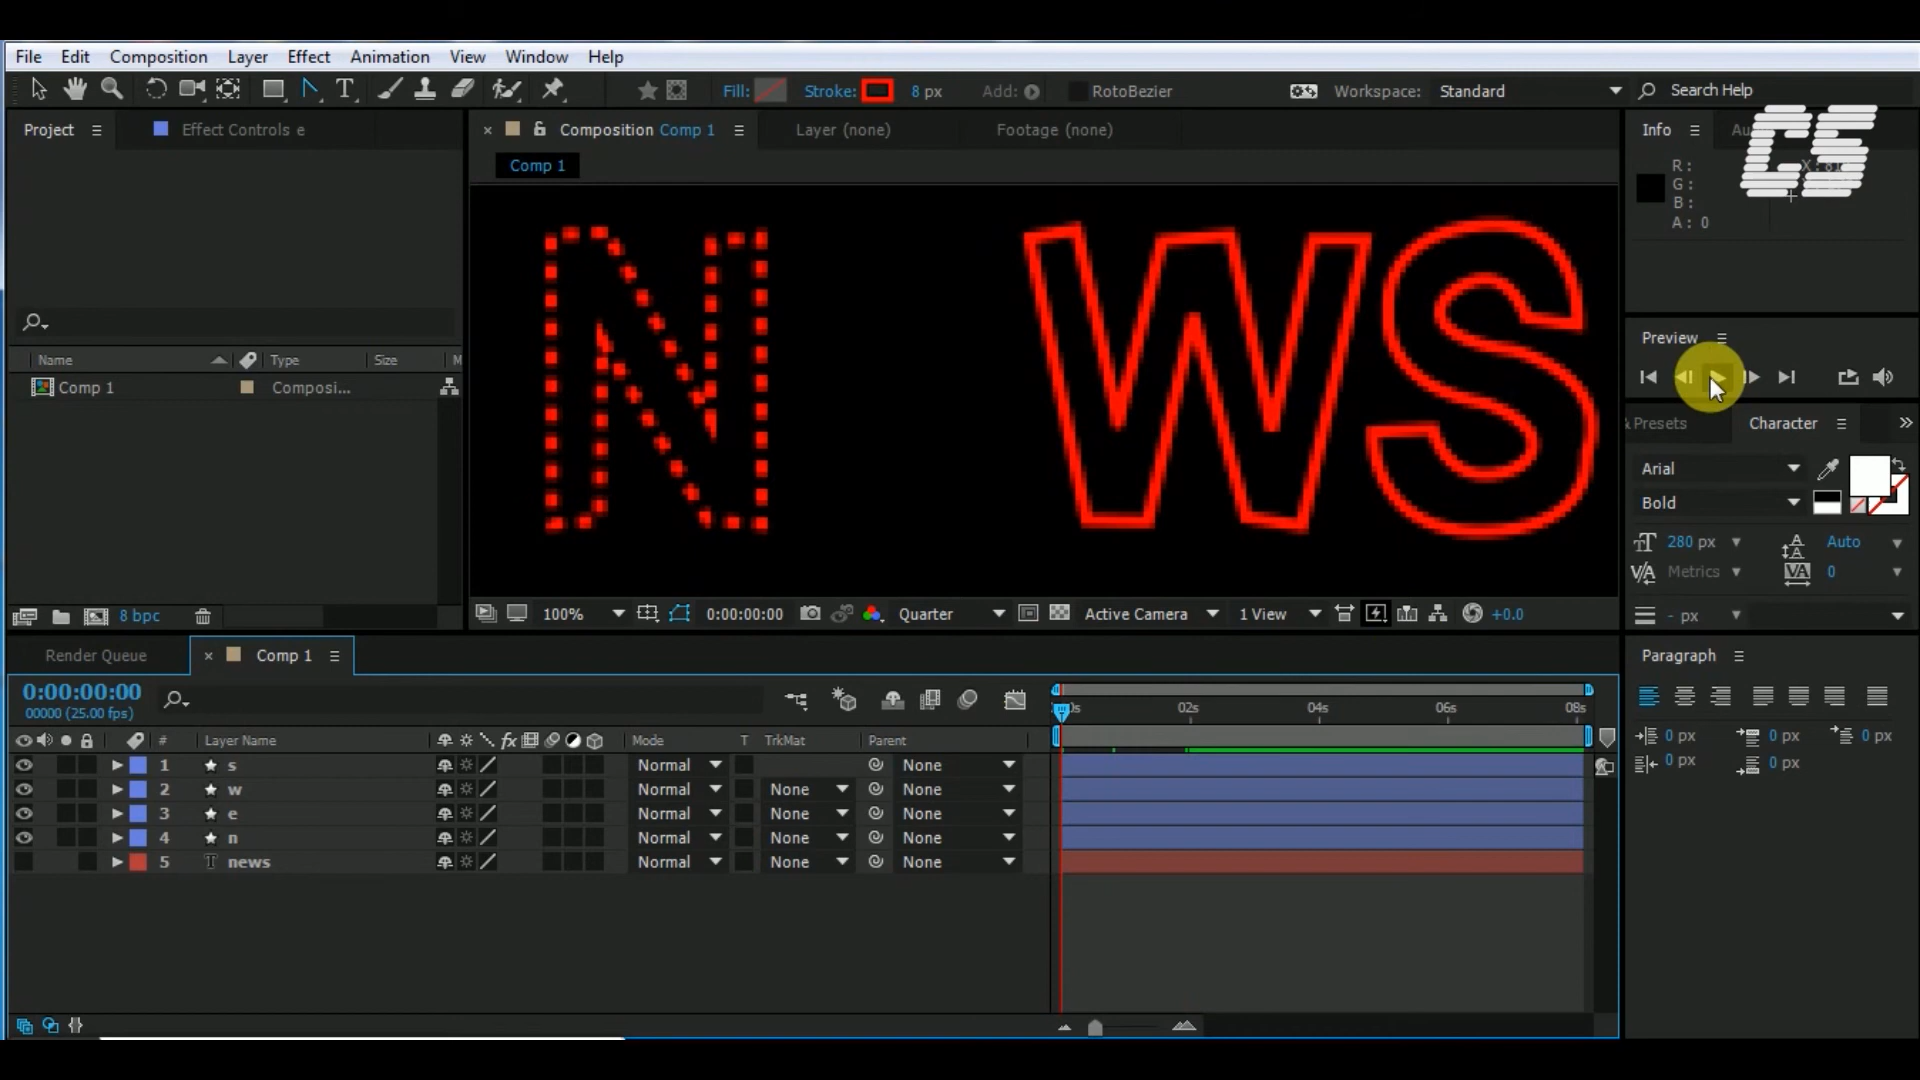 File Edit Composition Layer Effect Animation View Window Help
Fill: Stroke: 8 px Add: RotoBezier Workspace: Standard Search Help
Project Effect Controls e Composition Comp 1 Layer (none) Footage (none) Info
CS
Comp 1
R:
G:
B:
A: 0
X:
N WS
Preview
Name Type Size M
Comp 1 Composi...
& Presets Character
Arial
Bold
280 px Auto
Metrics 0
- px
8 bpc 100% 0:00:00:00 Quarter Active Camera 1 View +0.0
Render Queue Comp 1 Paragraph
0:00:00:00
00000 (25.00 fps)
02s 04s 06s 08s
# Layer Name fx Mode T TrkMat Parent
0 px 0 px 0 px
0 px 0 px
1 s Normal None
2 w Normal None None
3 e Normal None None
4 n Normal None None
5 T news Normal None None